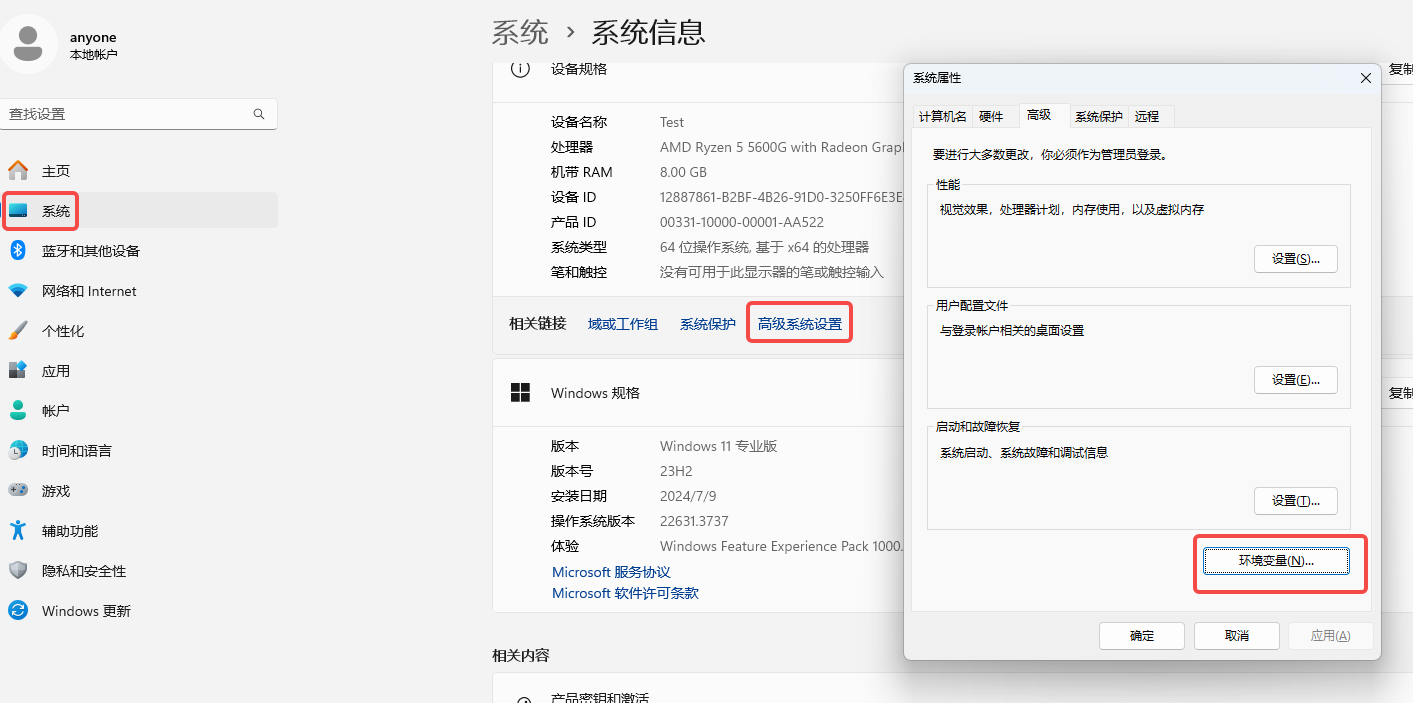 anyone
本地帐户
查找设置
主页
系统
蓝牙和其他设备
网络和 Internet
个性化
应用
帐户
时间和语言
游戏
辅助功能
隐私和安全性
Windows 更新
系统 › 系统信息
设备规格
复制
设备名称 Test
处理器 AMD Ryzen 5 5600G with Radeon Grap
机带 RAM 8.00 GB
设备 ID 12887861-B2BF-4B26-91D0-3250FF6E3E
产品 ID 00331-10000-00001-AA522
系统类型 64 位操作系统, 基于 x64 的处理器
笔和触控 没有可用于此显示器的笔或触控输入
相关链接 域或工作组 系统保护 高级系统设置
Windows 规格
复制
版本 Windows 11 专业版
版本号 23H2
安装日期 2024/7/9
操作系统版本 22631.3737
体验 Windows Feature Experience Pack 1000.
Microsoft 服务协议
Microsoft 软件许可条款
相关内容
产品密钥和激活
系统属性
计算机名 硬件 高级 系统保护 远程
要进行大多数更改，你必须作为管理员登录。
性能
视觉效果，处理器计划，内存使用，以及虚拟内存
设置(S)...
用户配置文件
与登录帐户相关的桌面设置
设置(E)...
启动和故障恢复
系统启动、系统故障和调试信息
设置(T)...
环境变量(N)...
确定 取消 应用(A)